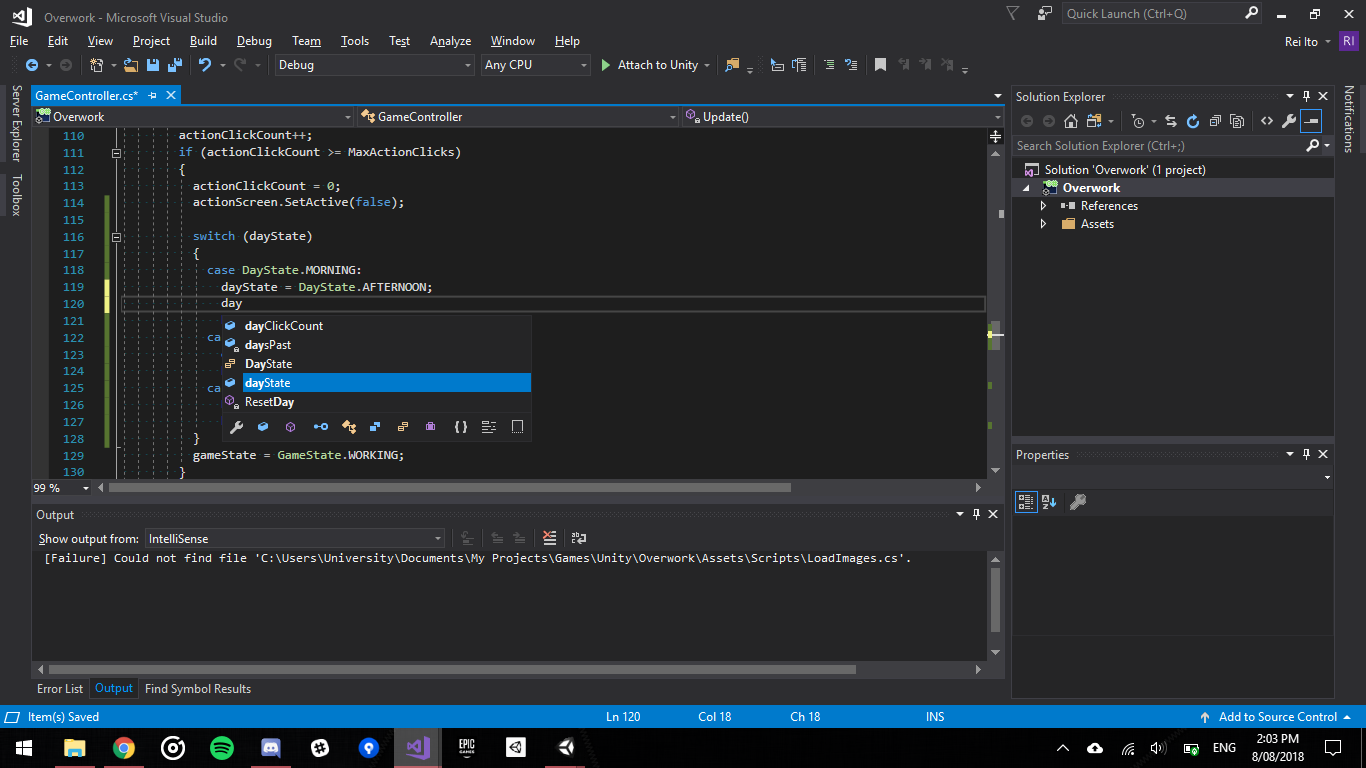 Overwork - Microsoft Visual Studio
Quick Launch (Ctrl+Q)
File Edit View Project Build Debug Team Tools Test Analyze Window Help
Rei Ito RI
Debug Any CPU Attach to Unity
Server Explorer
Toolbox
GameController.cs*
Overwork GameController Update()
110 actionClickCount++;
111 if (actionClickCount >= MaxActionClicks)
112 {
113 actionClickCount = 0;
114 actionScreen.SetActive(false);
115
116 switch (dayState)
117 {
118 case DayState.MORNING:
119 dayState = DayState.AFTERNOON;
120 day
121
122 ca
123
124
125 ca
126
127
128 }
129 gameState = GameState.WORKING;
130 }
dayClickCount
daysPast
DayState
dayState
ResetDay
99 %
Output
Show output from: IntelliSense
[Failure] Could not find file 'C:\Users\University\Documents\My Projects\Games\Unity\Overwork\Assets\Scripts\LoadImages.cs'.
Error List Output Find Symbol Results
Solution Explorer
Search Solution Explorer (Ctrl+;)
Solution 'Overwork' (1 project)
Overwork
References
Assets
Properties
Notifications
Item(s) Saved Ln 120 Col 18 Ch 18 INS Add to Source Control
EPIC
GAMES
ENG
2:03 PM
8/08/2018